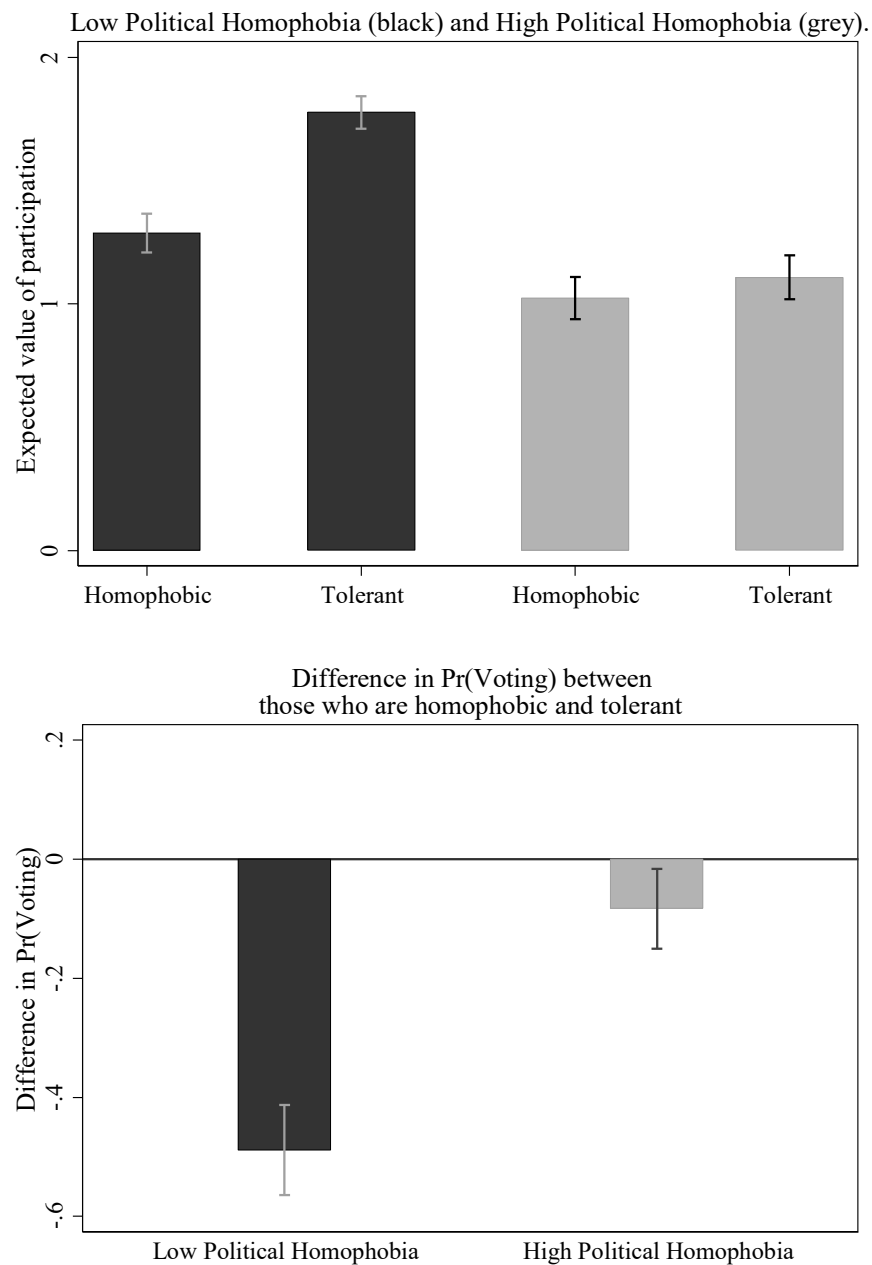 Low Political Homophobia (black) and High Political Homophobia (grey).
Expected value of participation
2
1
0
Homophobic
Tolerant
Homophobic
Tolerant
Difference in Pr(Voting) between
those who are homophobic and tolerant
Difference in Pr(Voting)
.2
0
-.2
-.4
-.6
Low Political Homophobia
High Political Homophobia